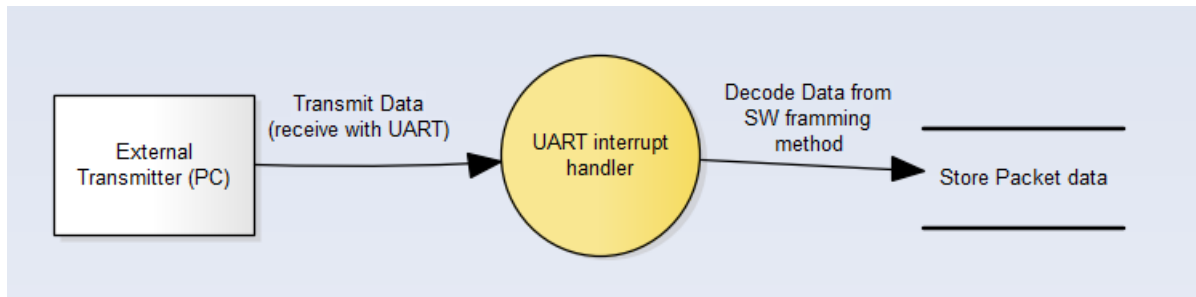 External
Transmitter (PC)
Transmit Data
(receive with UART)
UART interrupt
handler
Decode Data from
SW framming
method
Store Packet data